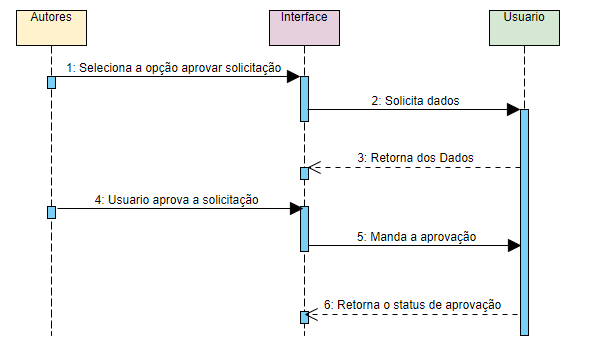 Autores
Interface
Usuario
1: Seleciona a opção aprovar solicitação
2: Solicita dados
3: Retorna dos Dados
4: Usuario aprova a solicitação
5: Manda a aprovação
6: Retorna o status de aprovação